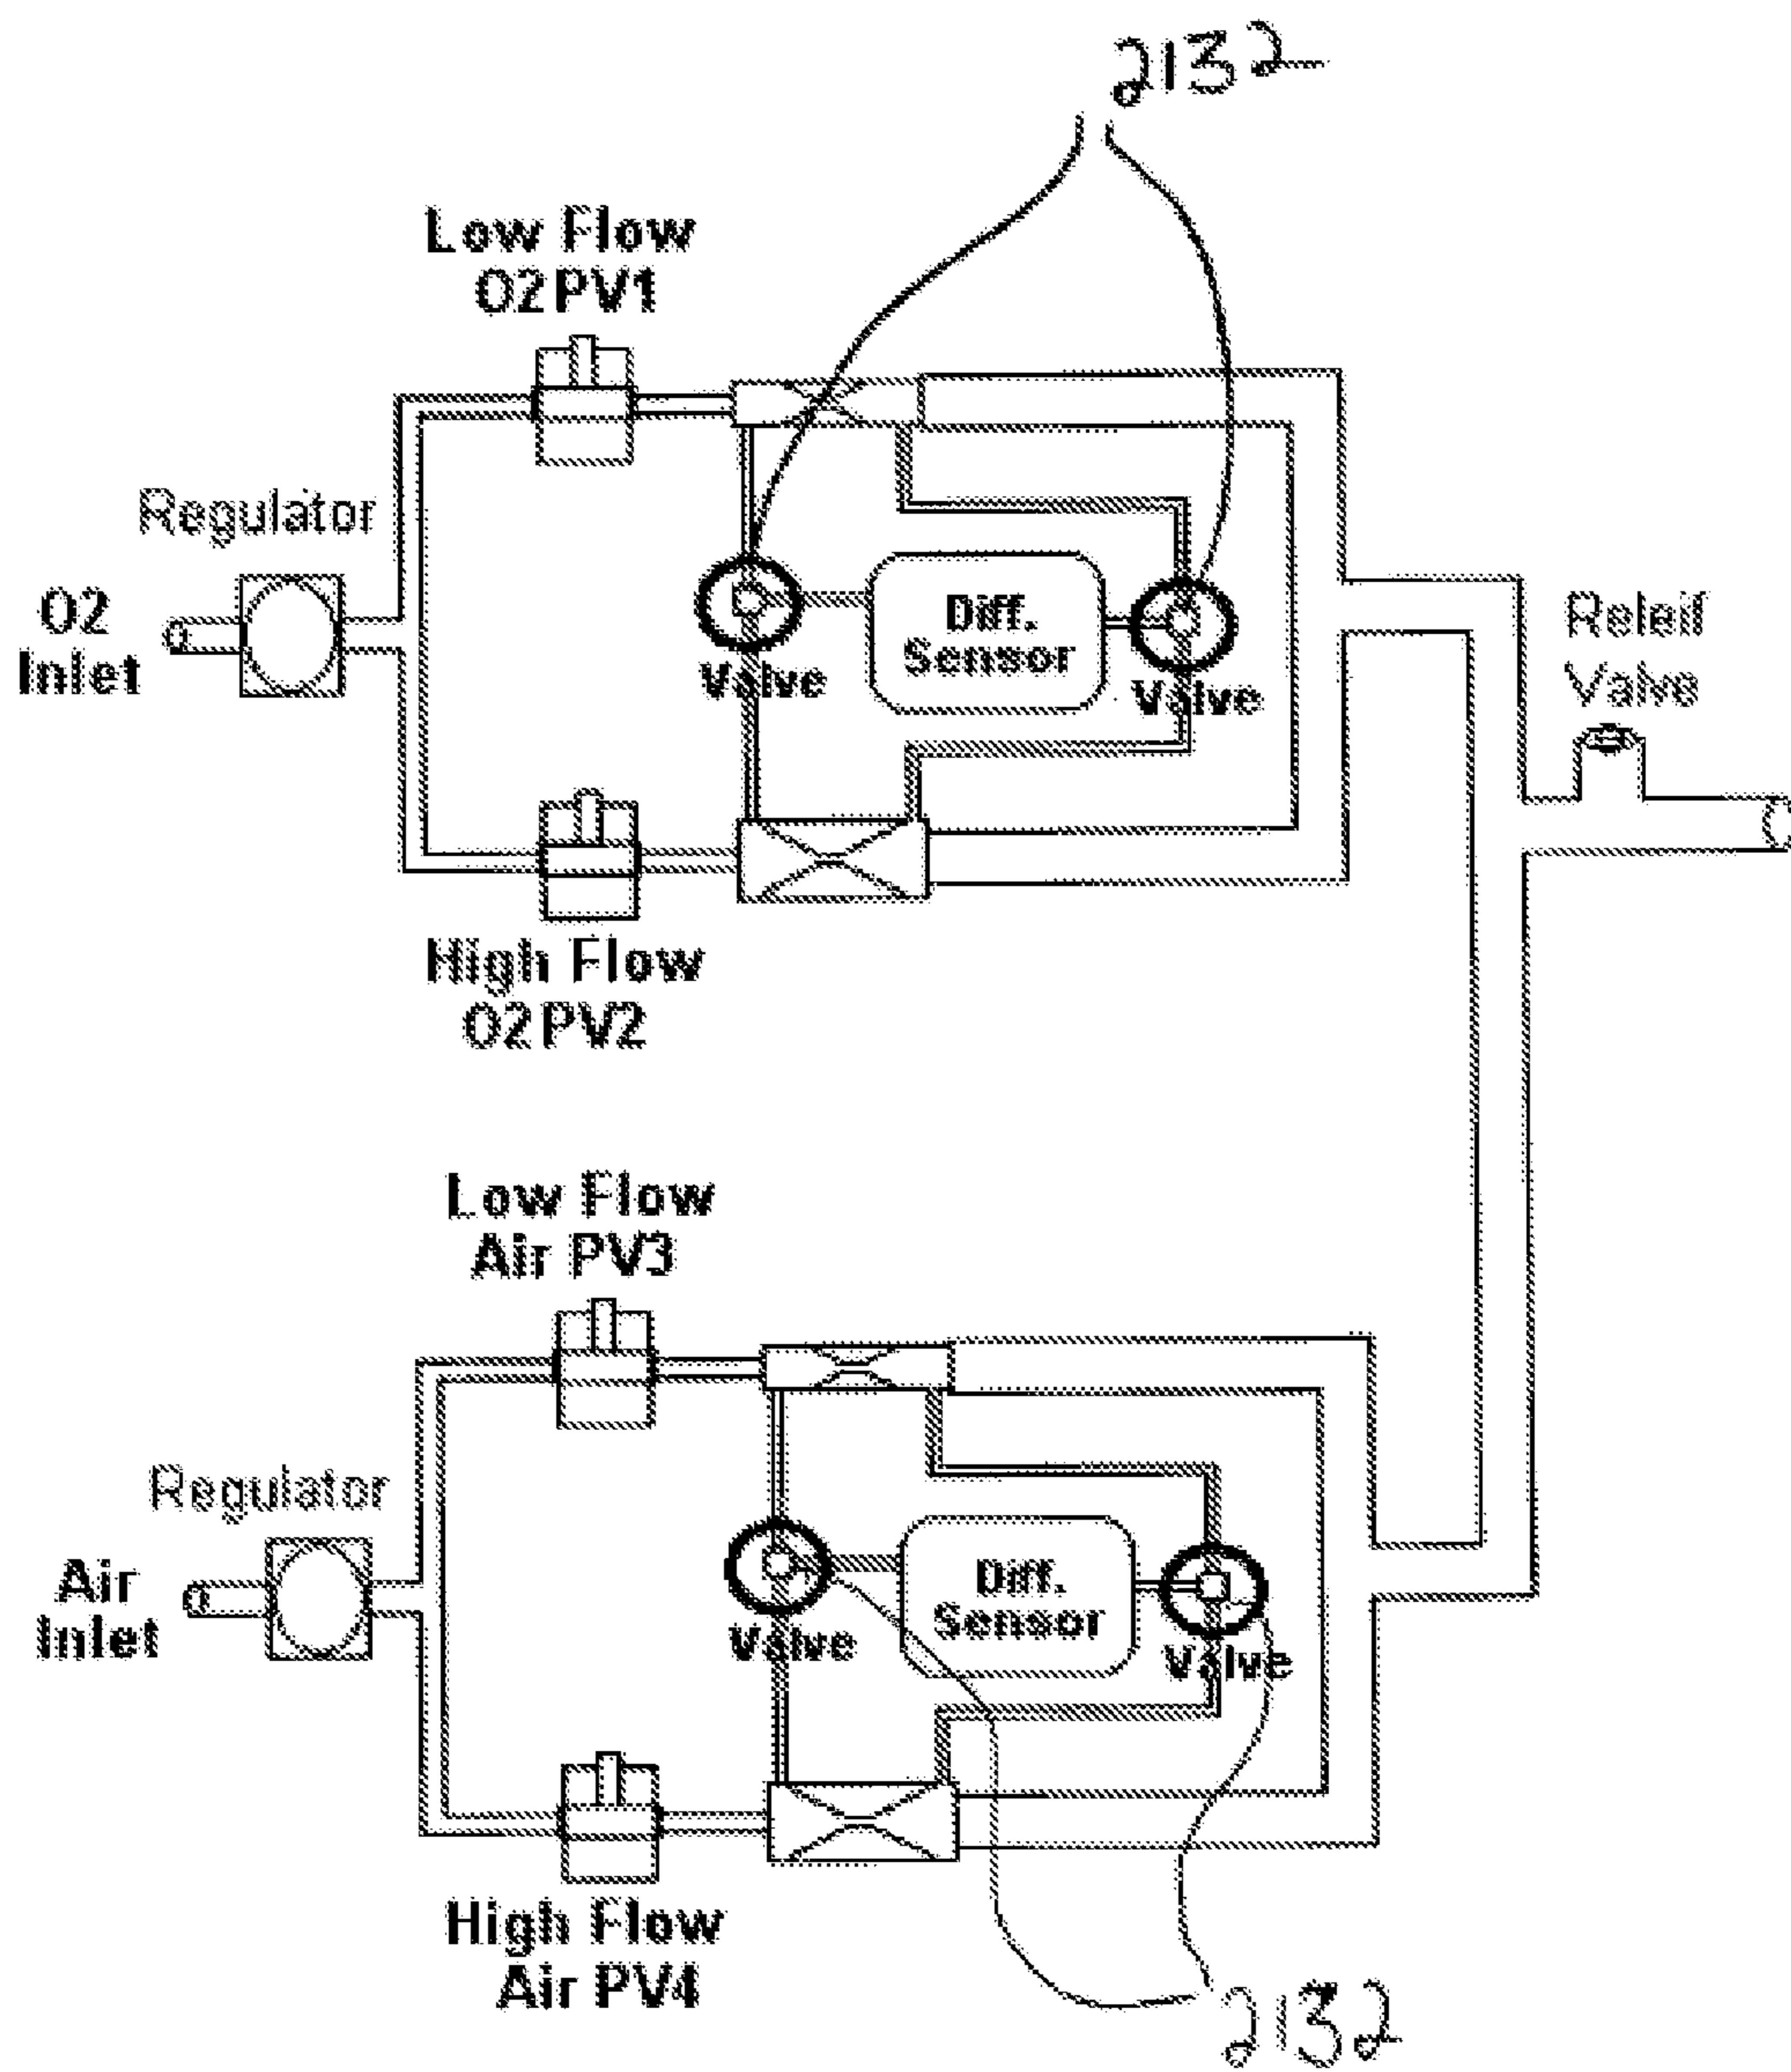 2132
Low Flow
O2 PV1
Regulator
O2
Inlet
Valve
Diff.
Sensor
Valve
Releif
Valve
High Flow
O2 PV2
Low Flow
Air PV3
Regulator
Air
Inlet
Valve
Diff.
Sensor
Valve
High Flow
Air PV4
2132